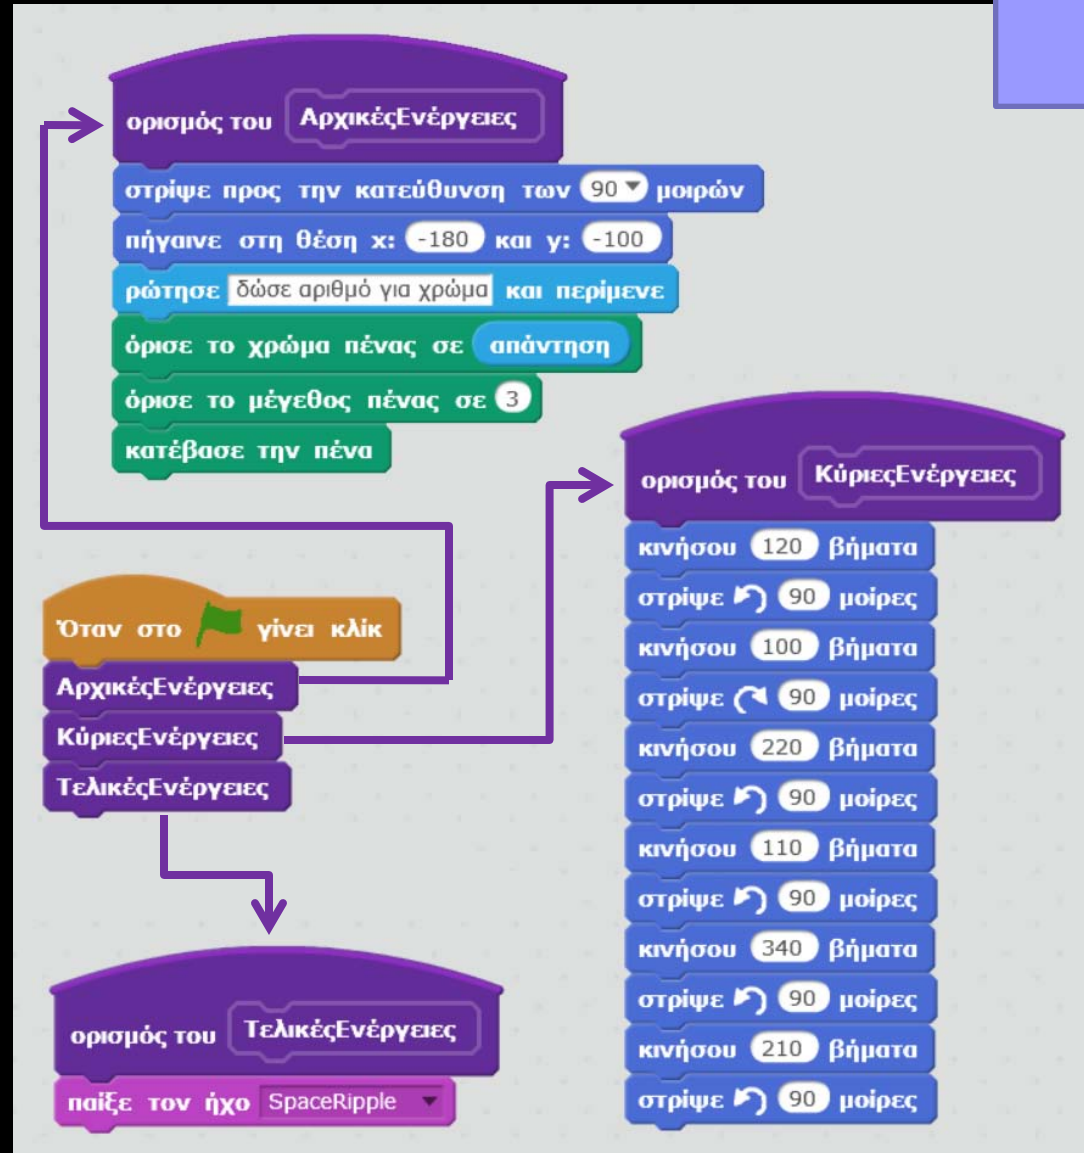 ορισμός του ΑρχικέςΕνέργειες
στρίψε προς την κατεύθυνση των 90 μοιρών
πήγαινε στη θέση x: -180 και y: -100
ρώτησε δώσε αριθμό για χρώμα και περίμενε
όρισε το χρώμα πένας σε απάντηση
όρισε το μέγεθος πένας σε 3
κατέβασε την πένα
Όταν στο γίνει κλίκ
ΑρχικέςΕνέργειες
ΚύριεςΕνέργειες
ΤελικέςΕνέργειες
ορισμός του ΤελικέςΕνέργειες
παίξε τον ήχο SpaceRipple
ορισμός του ΚύριεςΕνέργειες
κινήσου 120 βήματα
στρίψε 90 μοίρες
κινήσου 100 βήματα
στρίψε 90 μοίρες
κινήσου 220 βήματα
στρίψε 90 μοίρες
κινήσου 110 βήματα
στρίψε 90 μοίρες
κινήσου 340 βήματα
στρίψε 90 μοίρες
κινήσου 210 βήματα
στρίψε 90 μοίρες